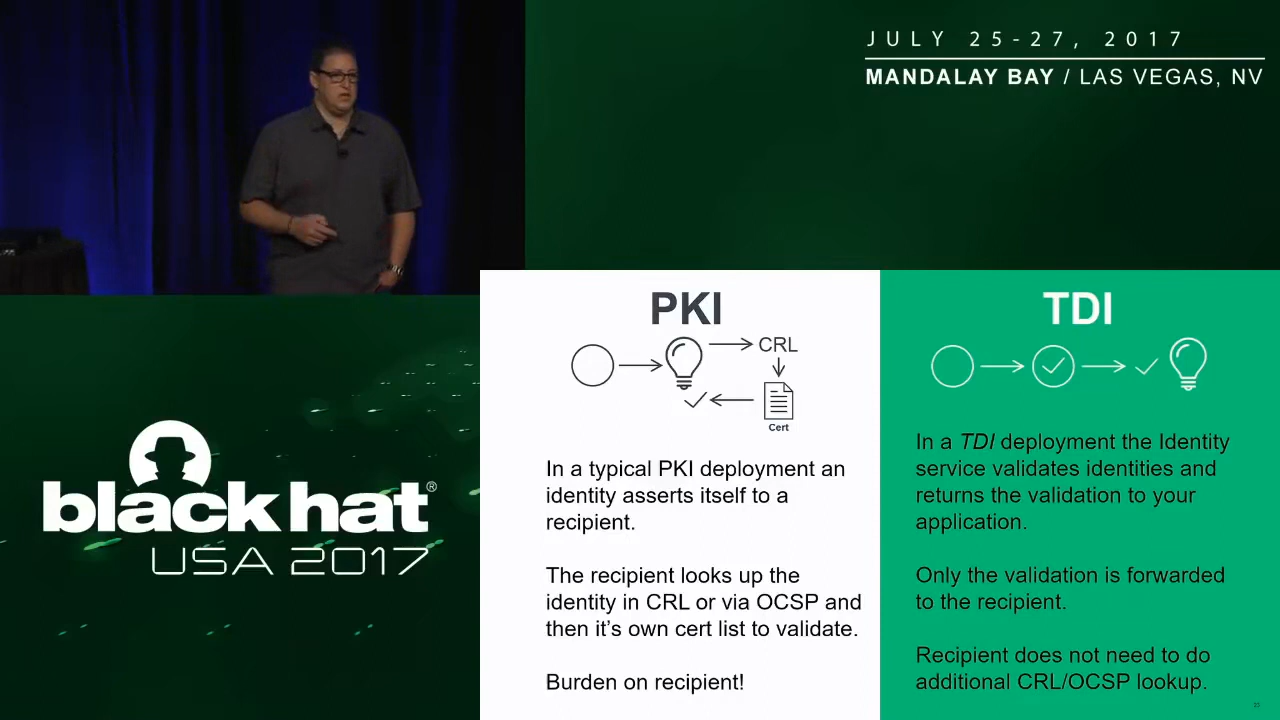 JULY 25-27, 2017
MANDALAY BAY / LAS VEGAS, NV
black hat®
USA 2017
PKI
CRL
Cert
In a typical PKI deployment an
identity asserts itself to a
recipient.
The recipient looks up the
identity in CRL or via OCSP and
then it's own cert list to validate.
Burden on recipient!
TDI
In a TDI deployment the Identity
service validates identities and
returns the validation to your
application.
Only the validation is forwarded
to the recipient.
Recipient does not need to do
additional CRL/OCSP lookup.